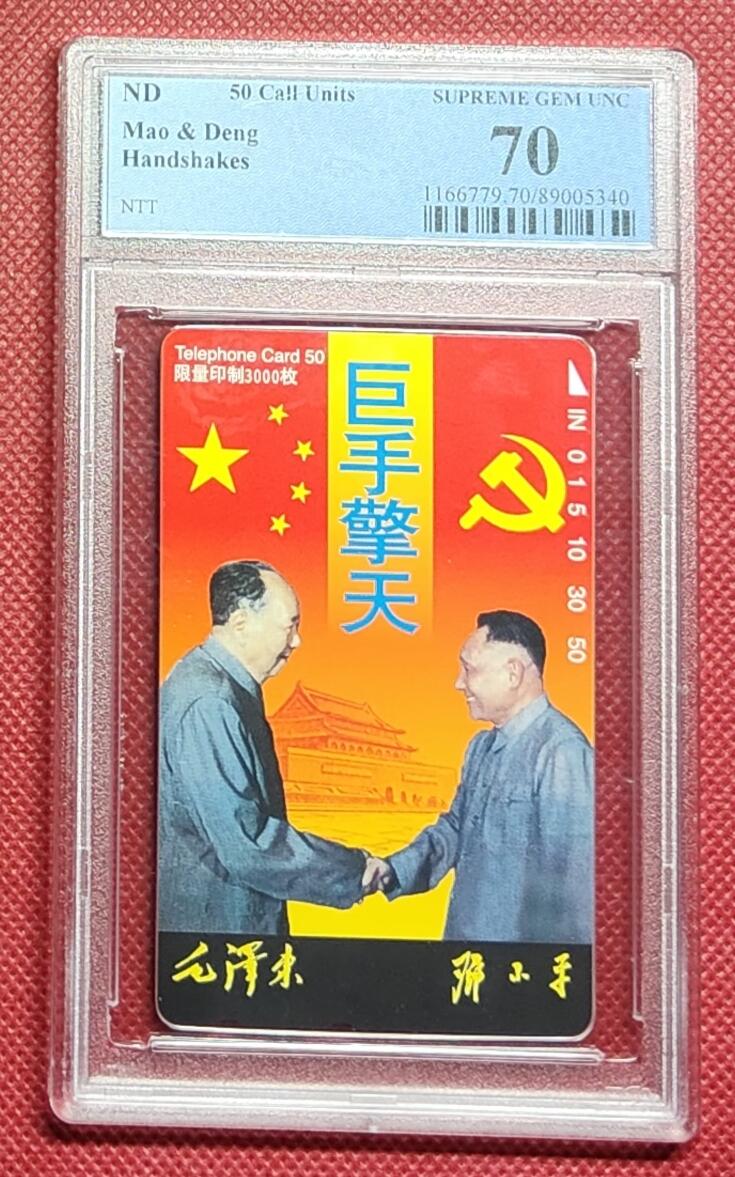 ND 50 Call Units SUPREME GEM UNC
Mao & Deng
Handshakes
70
NTT
1166779.70/89005340
Telephone Card 50
限量印制3000枚
巨手擎天
IN 0 1 5 10 30 50
毛泽东 邓小平